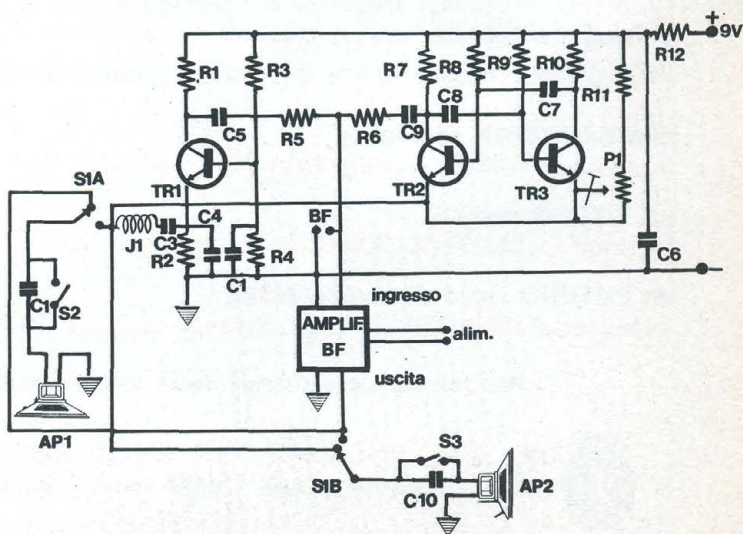 +
9V
R12
R1
R3
R7
R8
R9
R10
R11
C5
R5
R6
C9
C8
C7
P1
TR1
TR2
TR3
S1A
J1
C3
C4
R2
C1
R4
BF
C6
C1
S2
ingresso
AMPLIF.
BF
alim.
uscita
AP1
S3
S1B
C10
AP2